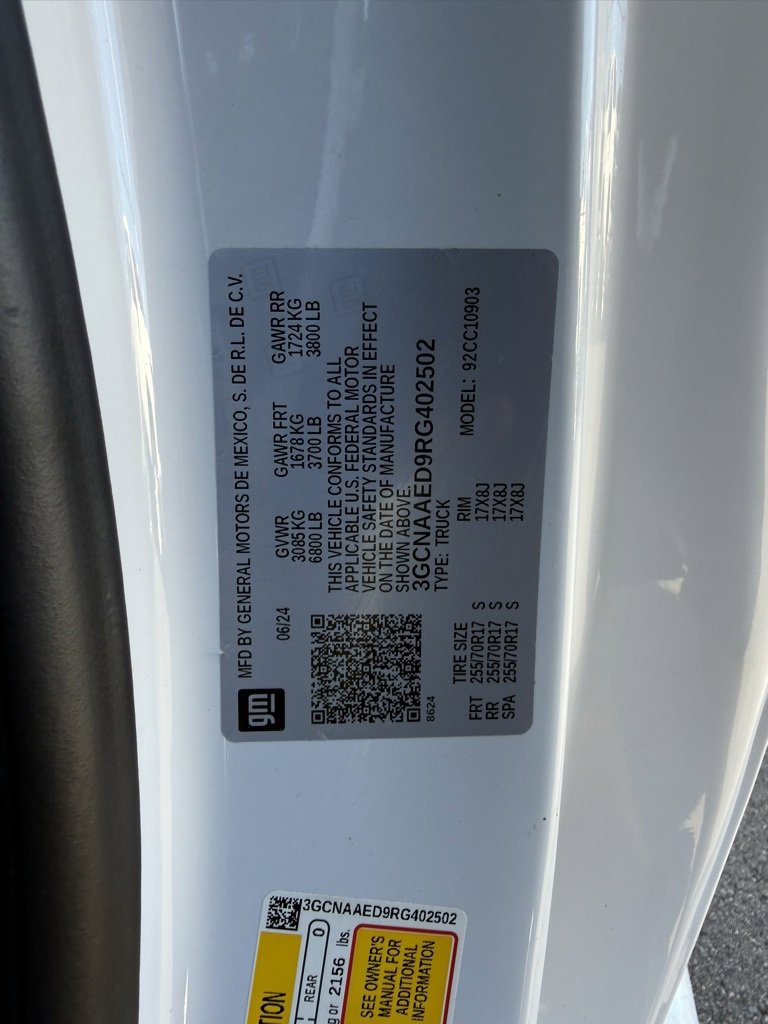 gm
MFD BY GENERAL MOTORS DE MEXICO, S. DE R.L. DE C.V.
06/24
GVWR GAWR FRT GAWR RR
3085 KG 1678 KG 1724 KG
6800 LB 3700 LB 3800 LB
THIS VEHICLE CONFORMS TO ALL
APPLICABLE U.S. FEDERAL MOTOR
VEHICLE SAFETY STANDARDS IN EFFECT
ON THE DATE OF MANUFACTURE
SHOWN ABOVE.
3GCNAAED9RG402502
8624
TYPE: TRUCK
MODEL: 92CC10903
TIRE SIZE RIM
FRT 255/70R17 S 17X8J
RR 255/70R17 S 17X8J
SPA 255/70R17 S 17X8J
3GCNAAED9RG402502
REAR 0
or 2156 lbs.
SEE OWNER'S
MANUAL FOR
ADDITIONAL
INFORMATION